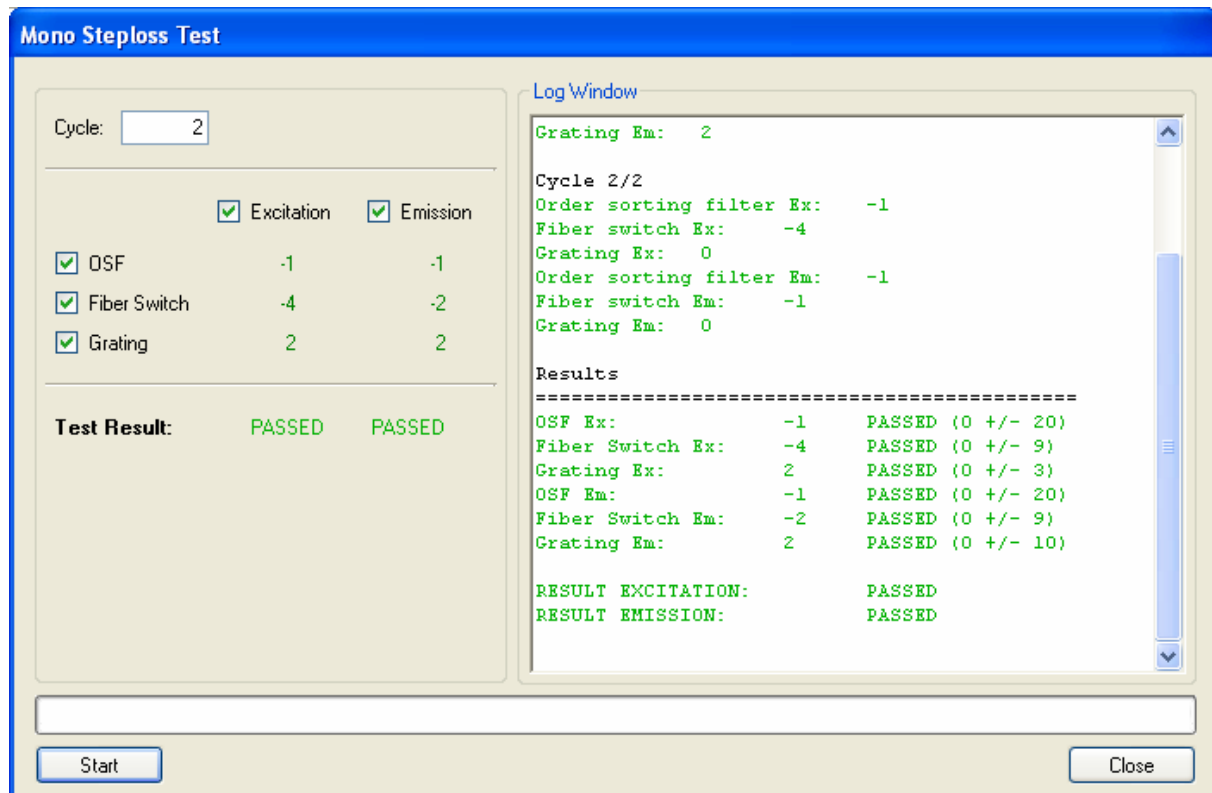 Mono Steploss Test
Cycle: 2
Excitation Emission
OSF -1 -1
Fiber Switch -4 -2
Grating 2 2
Test Result: PASSED PASSED
Log Window
Grating Em: 2
Cycle 2/2
Order sorting filter Ex: -1
Fiber switch Ex: -4
Grating Ex: 0
Order sorting filter Em: -1
Fiber switch Em: -1
Grating Em: 0
Results
=============================================
OSF Ex: -1 PASSED (0 +/- 20)
Fiber Switch Ex: -4 PASSED (0 +/- 9)
Grating Ex: 2 PASSED (0 +/- 3)
OSF Em: -1 PASSED (0 +/- 20)
Fiber Switch Em: -2 PASSED (0 +/- 9)
Grating Em: 2 PASSED (0 +/- 10)
RESULT EXCITATION: PASSED
RESULT EMISSION: PASSED
Start Close